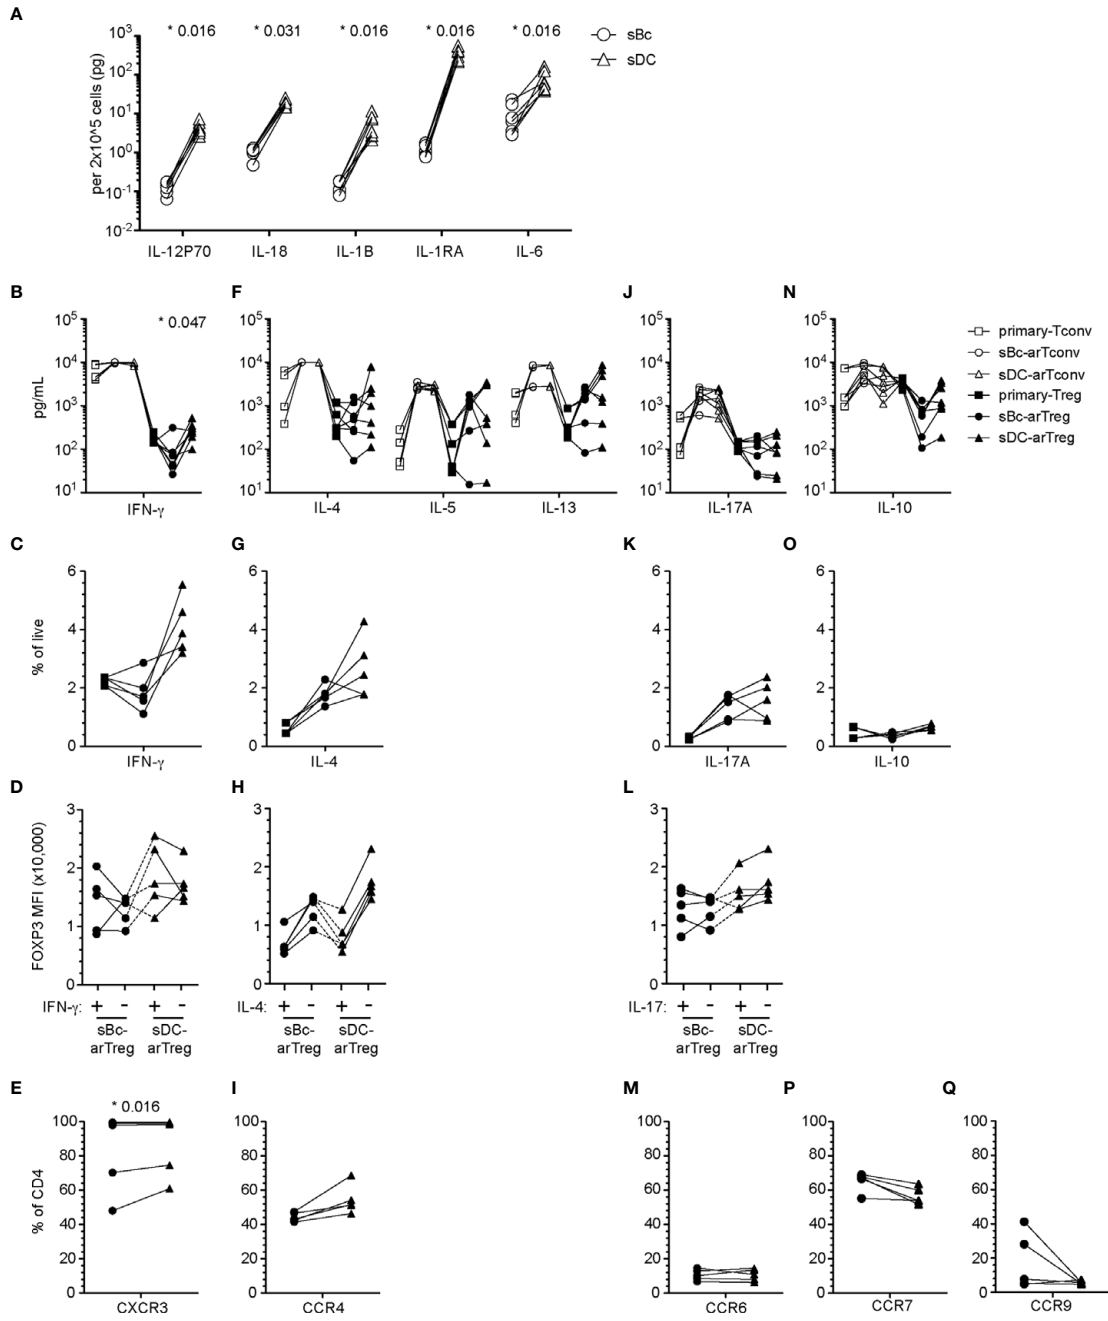 A
* 0.016 * 0.031 * 0.016 * 0.016 * 0.016
sBc
sDC
per 2x10^5 cells (pg)
10^3
10^2
10^1
10^0
10^-1
10^-2
IL-12P70 IL-18 IL-1B IL-1RA IL-6
B F J N
* 0.047
pg/mL
10^5 10^5 10^5 10^5
10^4 10^4 10^4 10^4
10^3 10^3 10^3 10^3
10^2 10^2 10^2 10^2
10^1 10^1 10^1 10^1
IFN-γ IL-4 IL-5 IL-13 IL-17A IL-10
primary-Tconv
sBc-arTconv
sDC-arTconv
primary-Treg
sBc-arTreg
sDC-arTreg
C G K O
% of live
6 6 6 6
4 4 4 4
2 2 2 2
0 0 0 0
IFN-γ IL-4 IL-17A IL-10
D H L
FOXP3 MFI (x10,000)
3 3 3
2 2 2
1 1 1
0 0 0
IFN-γ: + - + - IL-4: + - + - IL-17: + - + -
sBc- sDC- sBc- sDC- sBc- sDC-
arTreg arTreg arTreg arTreg arTreg arTreg
E I M P Q
* 0.016
% of CD4
100 100 100 100 100
80 80 80 80 80
60 60 60 60 60
40 40 40 40 40
20 20 20 20 20
0 0 0 0 0
CXCR3 CCR4 CCR6 CCR7 CCR9